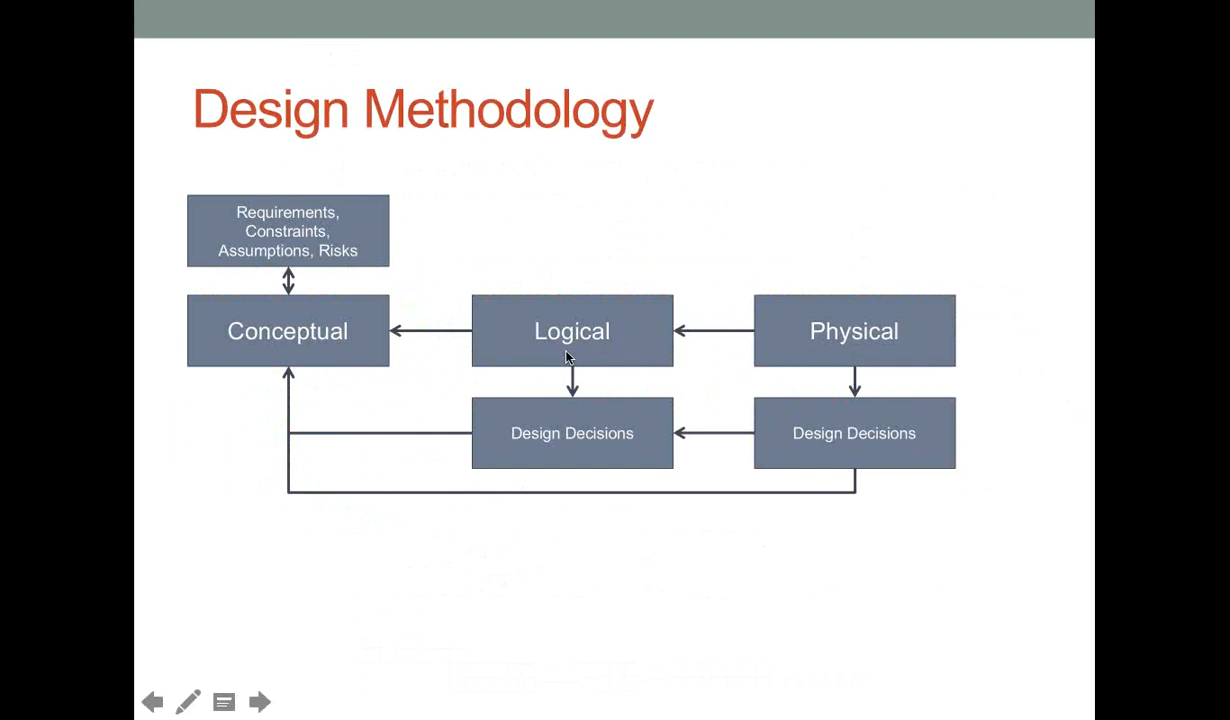 Design Methodology
Requirements,
Constraints,
Assumptions, Risks
Conceptual
Logical
Physical
Design Decisions
Design Decisions